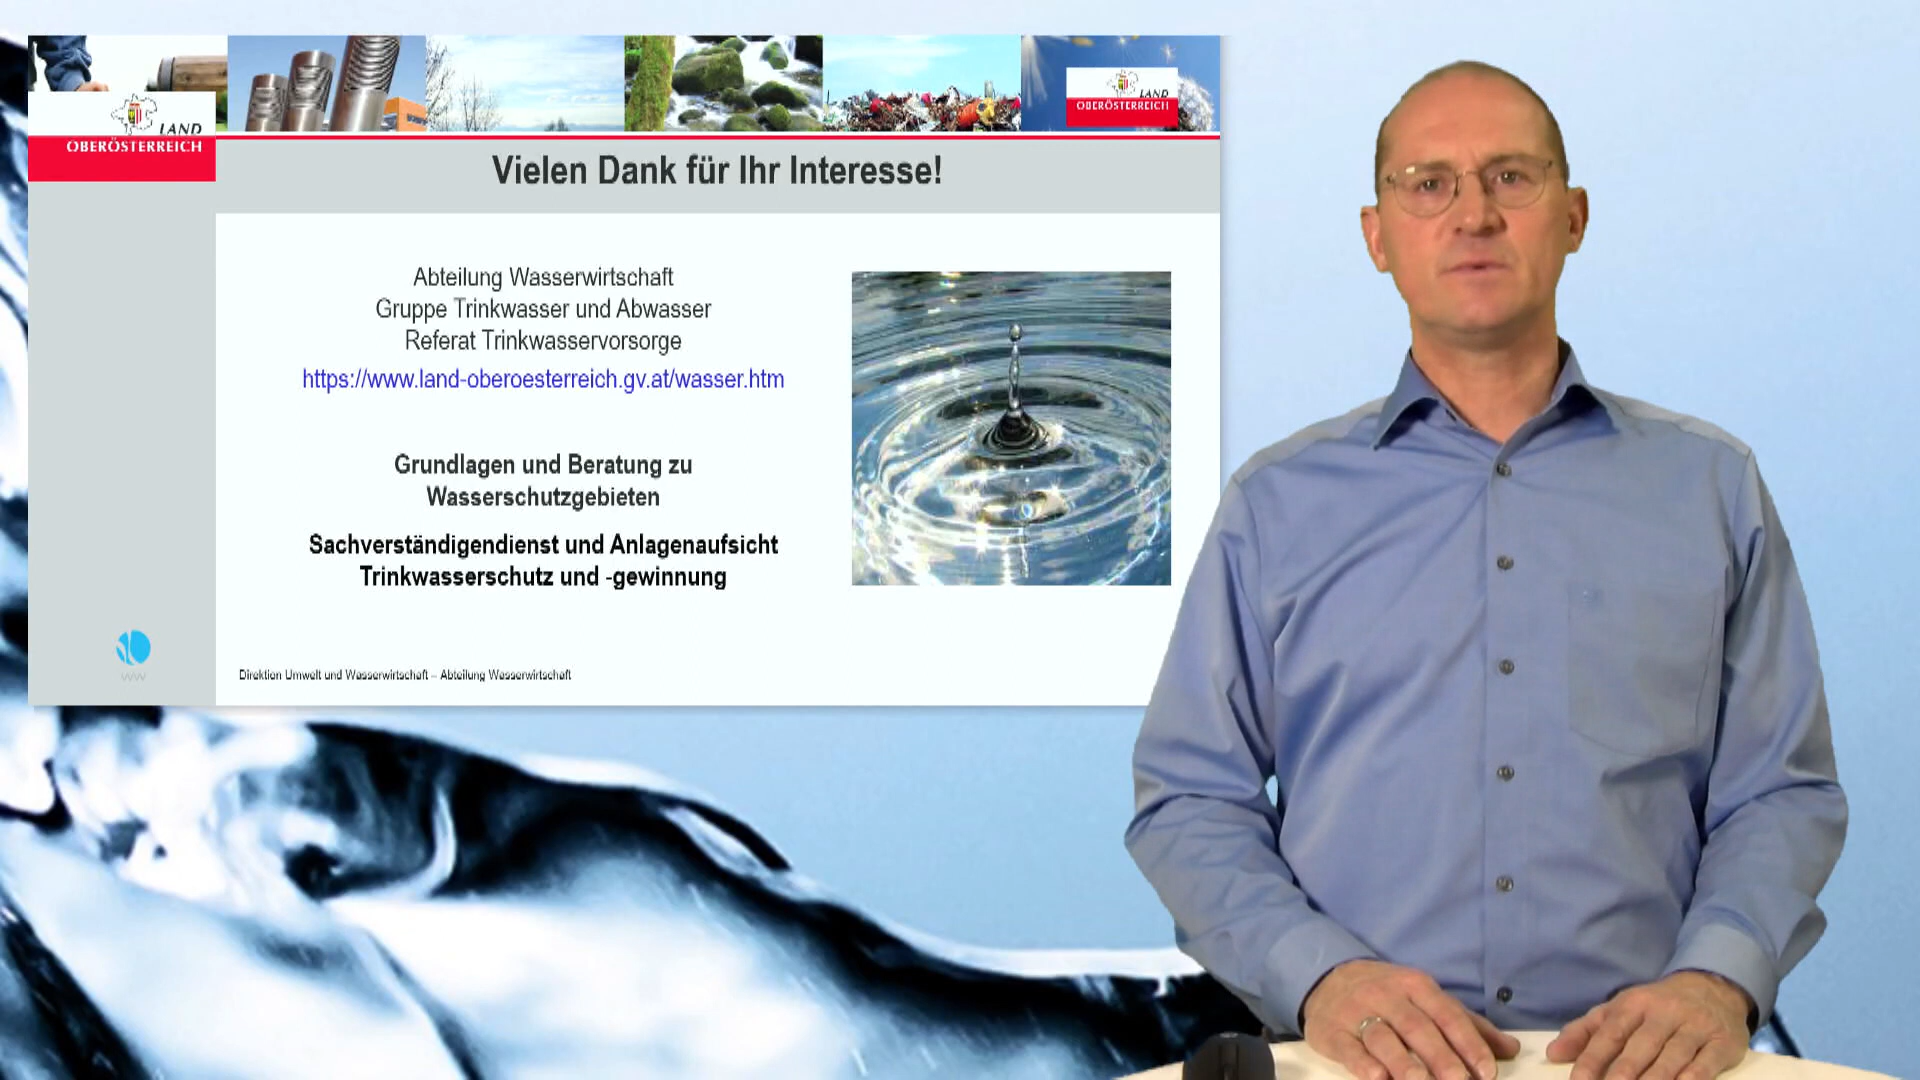 LAND
OBERÖSTERREICH
LAND
OBERÖSTERREICH
Vielen Dank für Ihr Interesse!
Abteilung Wasserwirtschaft
Gruppe Trinkwasser und Abwasser
Referat Trinkwasservorsorge
https://www.land-oberoesterreich.gv.at/wasser.htm
Grundlagen und Beratung zu
Wasserschutzgebieten
Sachverständigendienst und Anlagenaufsicht
Trinkwasserschutz und -gewinnung
WW
Direktion Umwelt und Wasserwirtschaft – Abteilung Wasserwirtschaft